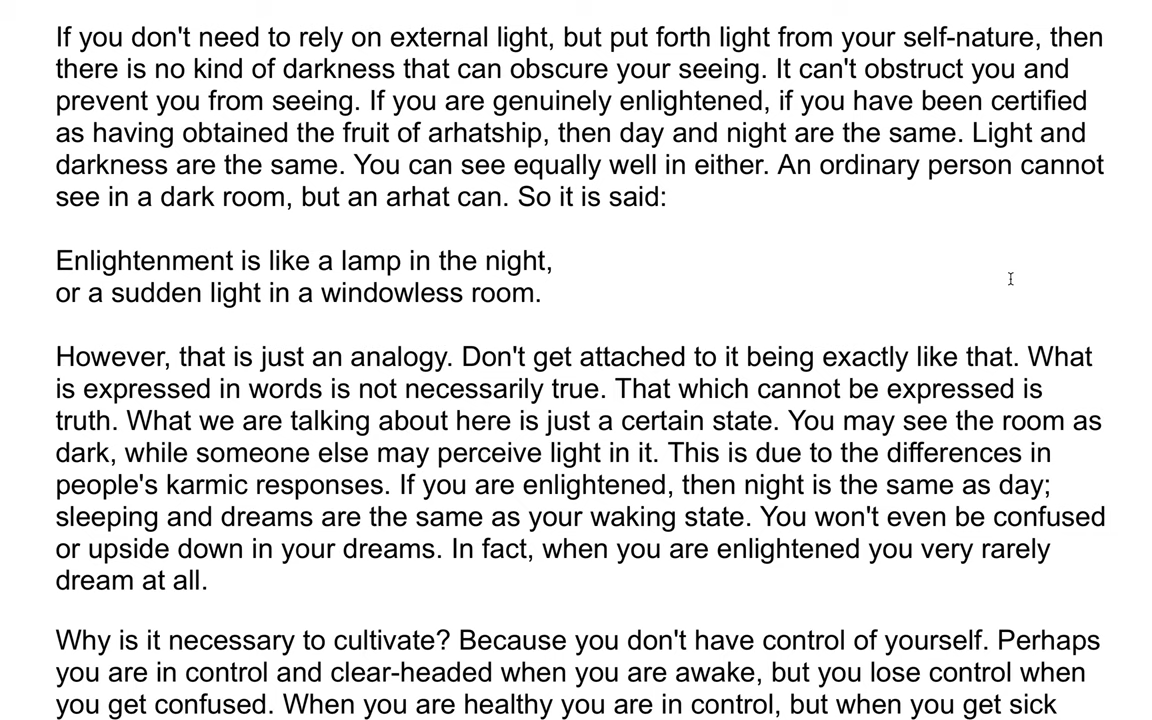 If you don't need to rely on external light, but put forth light from your self-nature, then
there is no kind of darkness that can obscure your seeing. It can't obstruct you and
prevent you from seeing. If you are genuinely enlightened, if you have been certified
as having obtained the fruit of arhatship, then day and night are the same. Light and
darkness are the same. You can see equally well in either. An ordinary person cannot
see in a dark room, but an arhat can. So it is said:
Enlightenment is like a lamp in the night,
or a sudden light in a windowless room.
However, that is just an analogy. Don't get attached to it being exactly like that. What
is expressed in words is not necessarily true. That which cannot be expressed is
truth. What we are talking about here is just a certain state. You may see the room as
dark, while someone else may perceive light in it. This is due to the differences in
people's karmic responses. If you are enlightened, then night is the same as day;
sleeping and dreams are the same as your waking state. You won't even be confused
or upside down in your dreams. In fact, when you are enlightened you very rarely
dream at all.
Why is it necessary to cultivate? Because you don't have control of yourself. Perhaps
you are in control and clear-headed when you are awake, but you lose control when
you get confused. When you are healthy you are in control, but when you get sick